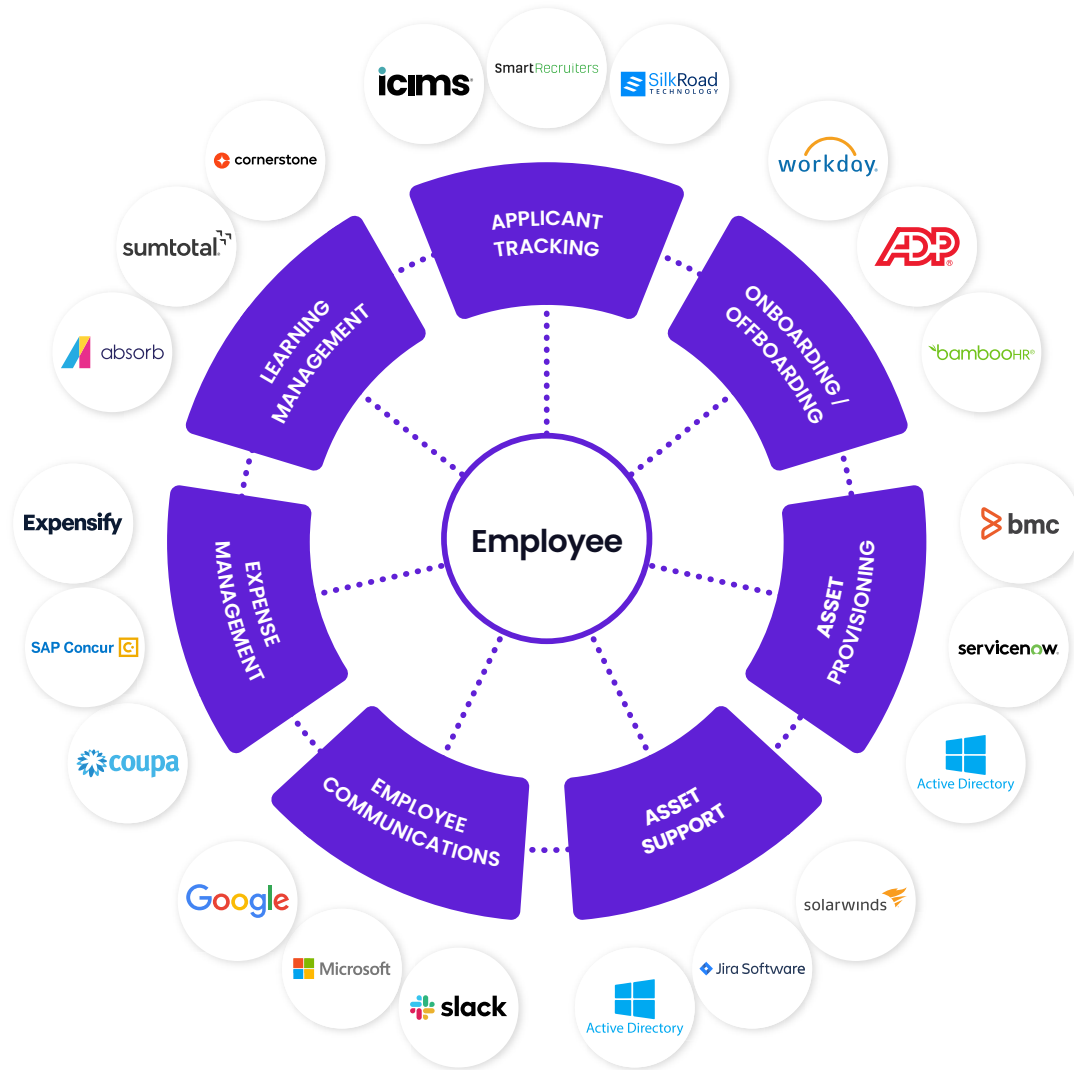 icims
SmartRecruiters
SilkRoad
TECHNOLOGY
workday.
ADP
bambooHR
bmc
servicenow.
Active Directory
solarwinds
Jira Software
Active Directory
slack
Microsoft
Google
coupa
SAP Concur C.
Expensify
absorb
sumtotal.
cornerstone
APPLICANT
TRACKING
ONBOARDING /
OFFBOARDING
ASSET
PROVISIONING
ASSET
SUPPORT
EMPLOYEE
COMMUNICATIONS
EXPENSE
MANAGEMENT
LEARNING
MANAGEMENT
Employee